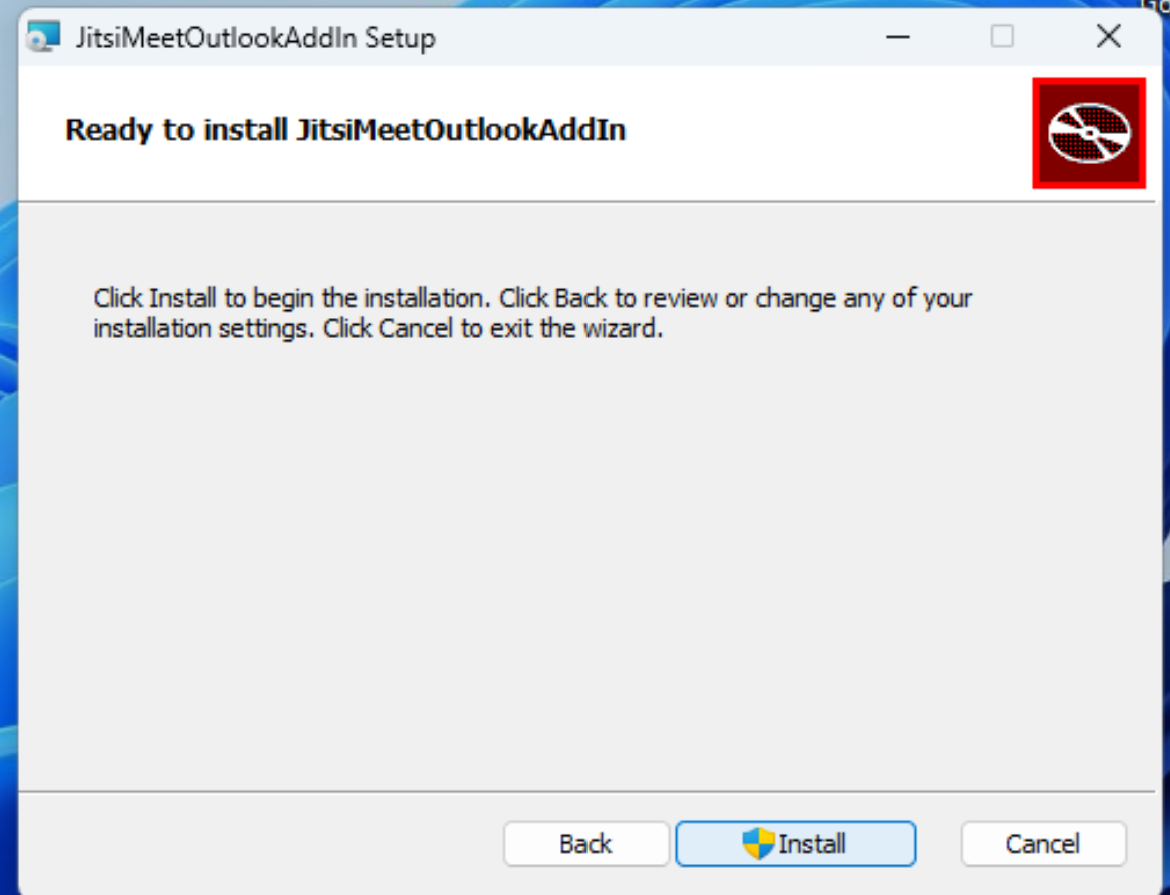 JitsiMeetOutlookAddIn Setup
Ready to install JitsiMeetOutlookAddIn
Click Install to begin the installation. Click Back to review or change any of your
installation settings. Click Cancel to exit the wizard.
Back
Install
Cancel